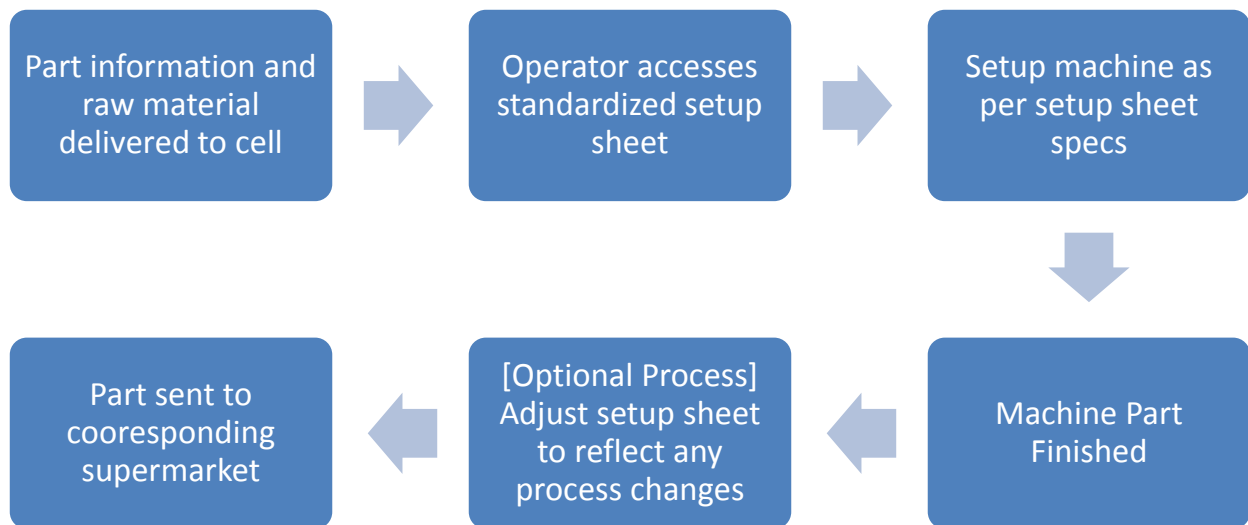 Part information and
raw material
delivered to cell
Operator accesses
standardized setup
sheet
Setup machine as
per setup sheet
specs
Machine Part
Finished
[Optional Process]
Adjust setup sheet
to reflect any
process changes
Part sent to
cooresponding
supermarket